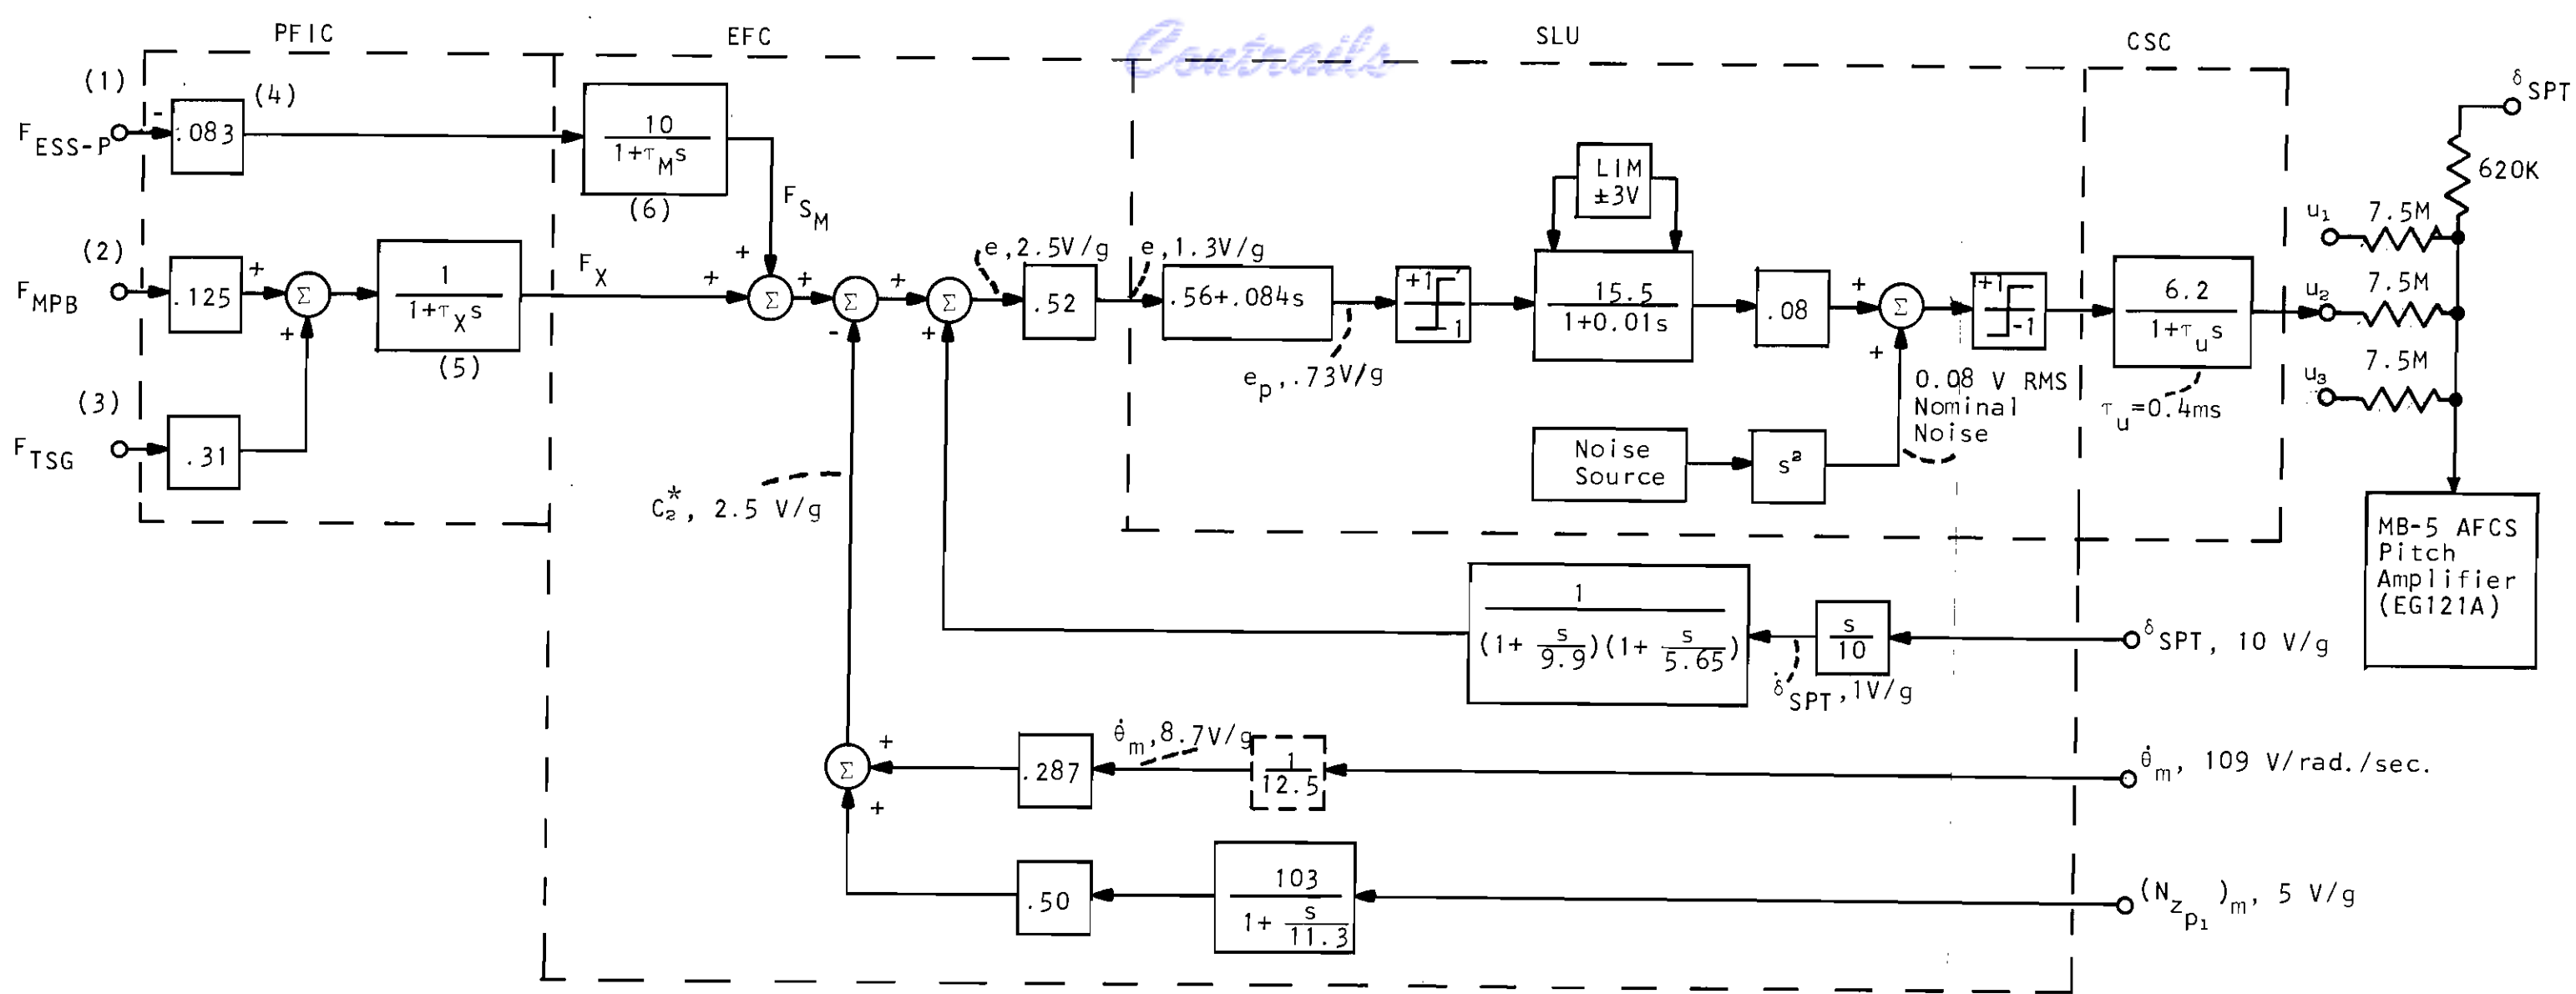 PFIC
EFC
Contrails
SLU
CSC
(1)
F_ESS-P
-
.083
(4)
10
1+τ_M s
(6)
F_S_M
(2)
F_MPB
.125
+
Σ
+
1
1+τ_X s
(5)
F_X
(3)
F_TSG
.31
+
+
Σ
+
Σ
-
+
Σ
+
e, 2.5V/g
.52
e, 1.3V/g
.56+.084s
e_p, .73V/g
+1
-1
LIM
±3V
15.5
1+0.01s
.08
+
Σ
+
0.08 V RMS
Nominal
Noise
Noise
Source
s²
+1
-1
6.2
1+τ_u s
τ_u=0.4ms
δ_SPT
620K
u₁ 7.5M
u₂ 7.5M
u₃ 7.5M
MB-5 AFCS
Pitch
Amplifier
(EG121A)
C₂*, 2.5 V/g
1
(1+ s/9.9)(1+ s/5.65)
s
10
δ̇_SPT, 1V/g
δ_SPT, 10 V/g
+
Σ
+
.287
θ̇_m, 8.7V/g
1
12.5
θ̇_m, 109 V/rad./sec.
.50
103
1+ s/11.3
(N_z_p₁)_m, 5 V/g